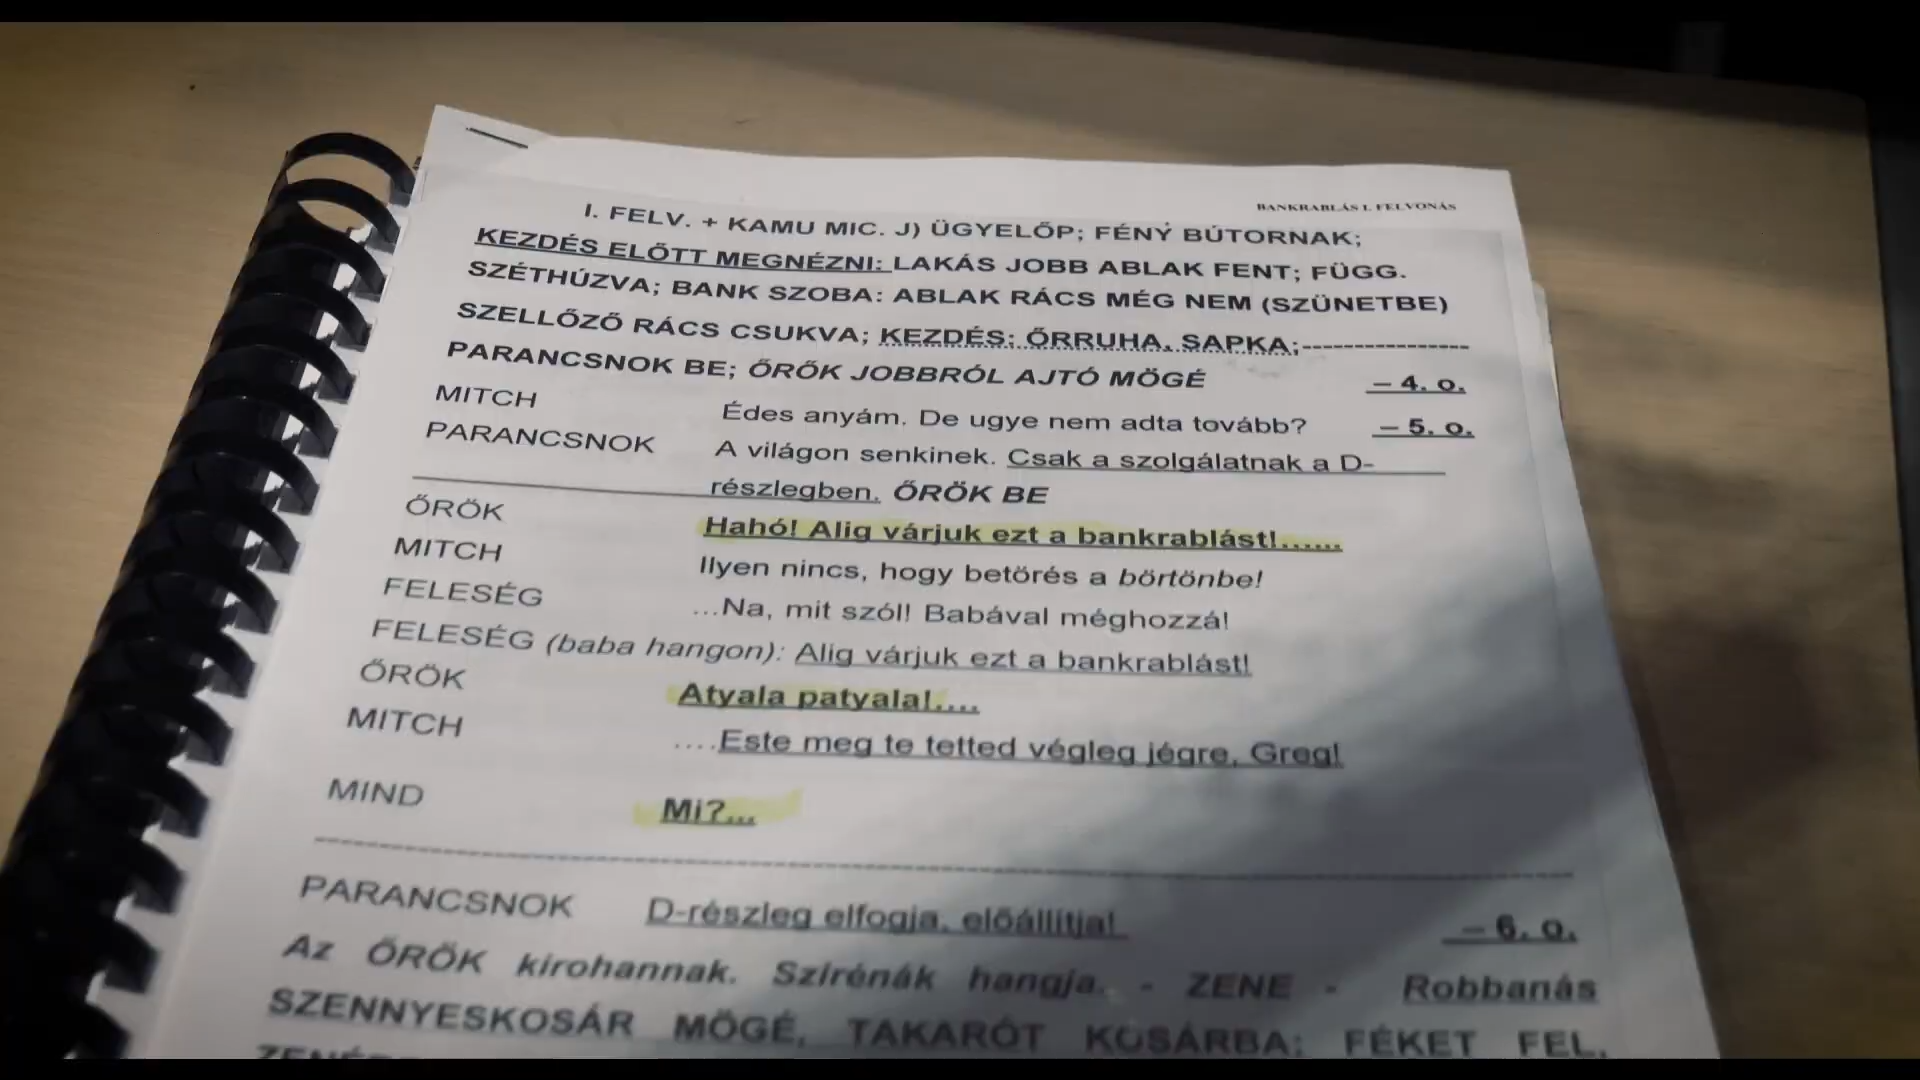 BANKRABLÁS I. FELVONÁS
I. FELV. + KAMU MIC. J) ÜGYELŐP; FÉNY BÚTORNAK;
KEZDÉS ELŐTT MEGNÉZNI: LAKÁS JOBB ABLAK FENT; FÜGG.
SZÉTHÚZVA; BANK SZOBA: ABLAK RÁCS MÉG NEM (SZÜNETBE)
SZELLŐZŐ RÁCS CSUKVA; KEZDÉS: ŐRRUHA, SAPKA;----------------
PARANCSNOK BE; ŐRÖK JOBBRÓL AJTÓ MÖGÉ – 4. o.
MITCH Édes anyám. De ugye nem adta tovább? – 5. o.
PARANCSNOK A világon senkinek. Csak a szolgálatnak a D-
részlegben. ŐRÖK BE
ŐRÖK Hahó! Alig várjuk ezt a bankrablást!......
MITCH Ilyen nincs, hogy betörés a börtönbe!
FELESÉG ...Na, mit szól! Babával méghozzá!
FELESÉG (baba hangon): Alig várjuk ezt a bankrablást!
ŐRÖK Atyala patyala!....
MITCH ....Este meg te tetted végleg jégre, Greg!
MIND Mi?...
PARANCSNOK D-részleg elfogja, előállítja! – 6. o.
Az ŐRÖK kirohannak. Szirénák hangja. - ZENE - Robbanás
SZENNYESKOSÁR MÖGÉ, TAKARÓT KOSÁRBA; FÉKET FEL,